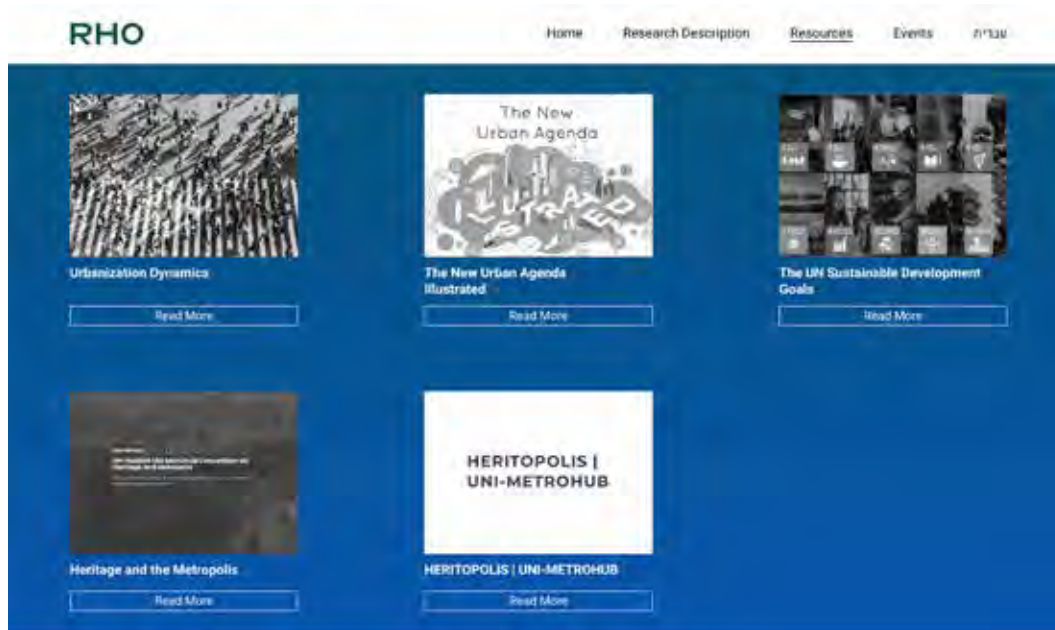 RHO
Home Research Description Resources Events עברית
The New
Urban Agenda
ILLUSTRATED
Urbanization Dynamics
The New Urban Agenda
Illustrated
The UN Sustainable Development
Goals
Read More
Read More
Read More
HERITOPOLIS |
UNI-METROHUB
Heritage and the Metropolis
HERITOPOLIS | UNI-METROHUB
Read More
Read More